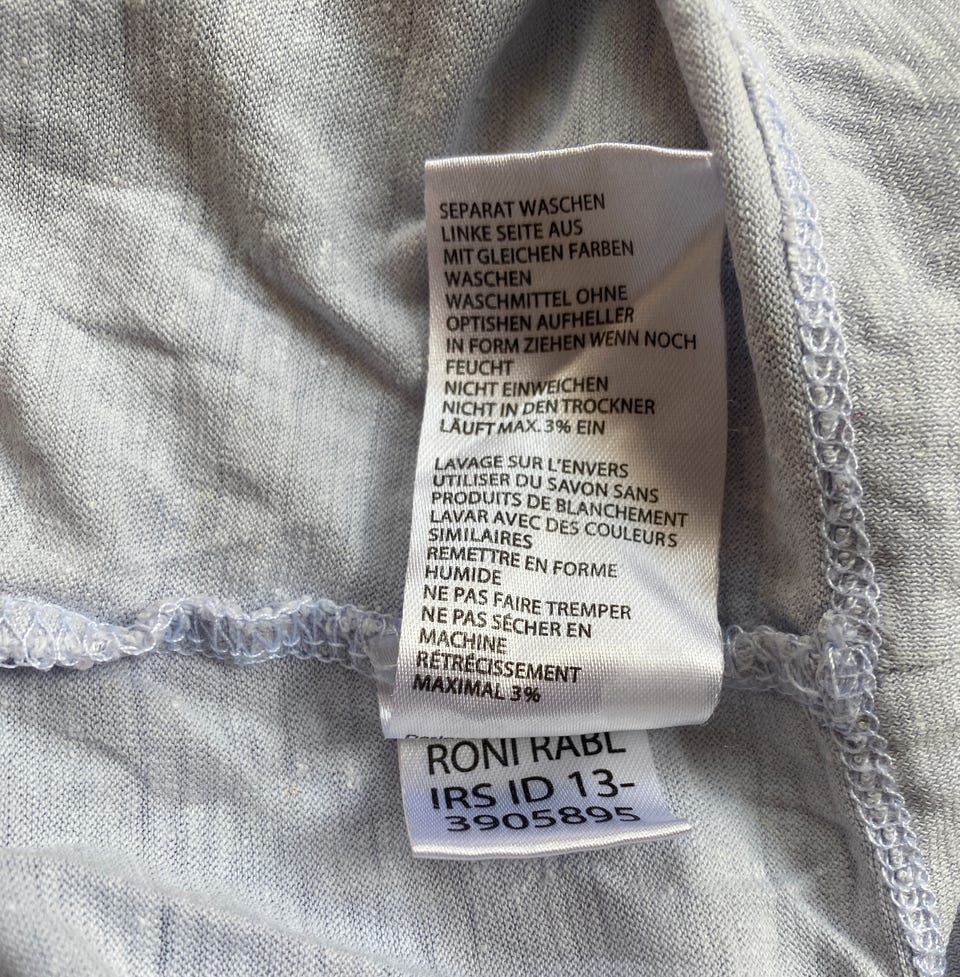 SEPARAT WASCHEN
LINKE SEITE AUS
MIT GLEICHEN FARBEN
WASCHEN
WASCHMITTEL OHNE
OPTISHEN AUFHELLER
IN FORM ZIEHEN WENN NOCH
FEUCHT
NICHT EINWEICHEN
NICHT IN DEN TROCKNER
LÄUFT MAX. 3% EIN
LAVAGE SUR L'ENVERS
UTILISER DU SAVON SANS
PRODUITS DE BLANCHEMENT
LAVAR AVEC DES COULEURS
SIMILAIRES
REMETTRE EN FORME
HUMIDE
NE PAS FAIRE TREMPER
NE PAS SÉCHER EN
MACHINE
RÉTRÉCISSEMENT
MAXIMAL 3%
RONI RABL
IRS ID 13-
3905895